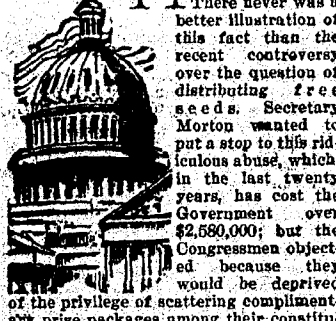 There never was a
better illustration of
this fact than the
recent controversy
over the question of
distributing free
seeds. Secretary
Morton wanted to
put a stop to this rid-
iculous abuse, which,
in the last twenty
years, has cost the
Government over
$2,580,000; but the
Congressmen object-
ed because they
would be deprived
of the privilege of scattering compliment-
prize packages among their constitu-